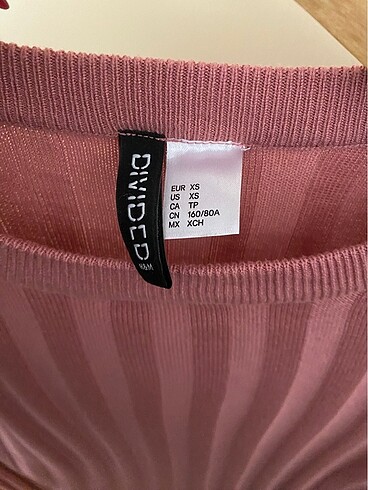 DIVIDED
H&M
EUR XS
US XS
CA TP
CN 160/80A
MX XCH